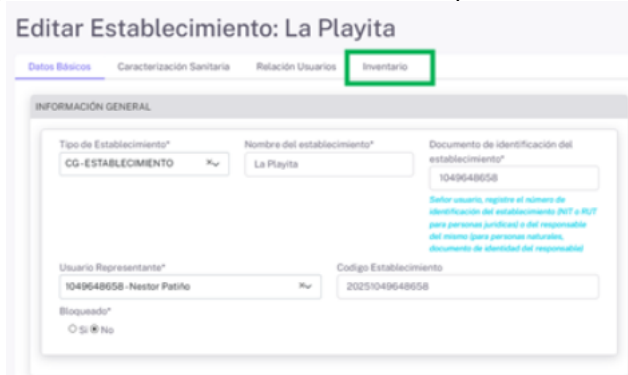 Editar Establecimiento: La Playita
Datos Básicos Caracterización Sanitaria Relación Usuarios Inventario
INFORMACIÓN GENERAL
Tipo de Establecimiento* Nombre del establecimiento* Documento de identificación del
establecimiento*
CG-ESTABLECIMIENTO La Playita
1049648658
Señor usuario, registre el número de
identificación del establecimiento (NIT o RUT
para personas jurídicas) o del responsable
del mismo (para personas naturales,
documento de identidad del responsable)
Usuario Representante* Codigo Establecimiento
1049648658 - Nestor Patiño 20251049648658
Bloqueado*
Si No